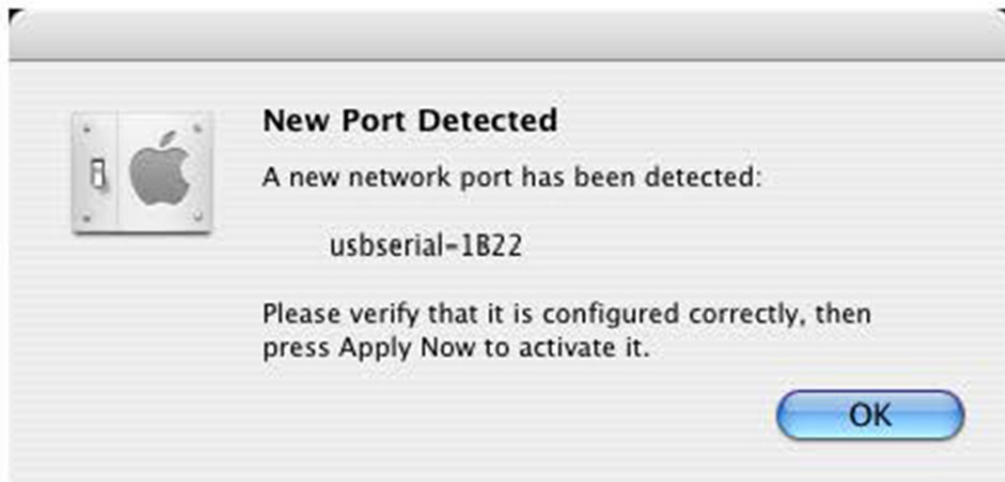 New Port Detected
A new network port has been detected:
usbserial-1B22
Please verify that it is configured correctly, then
press Apply Now to activate it.
OK